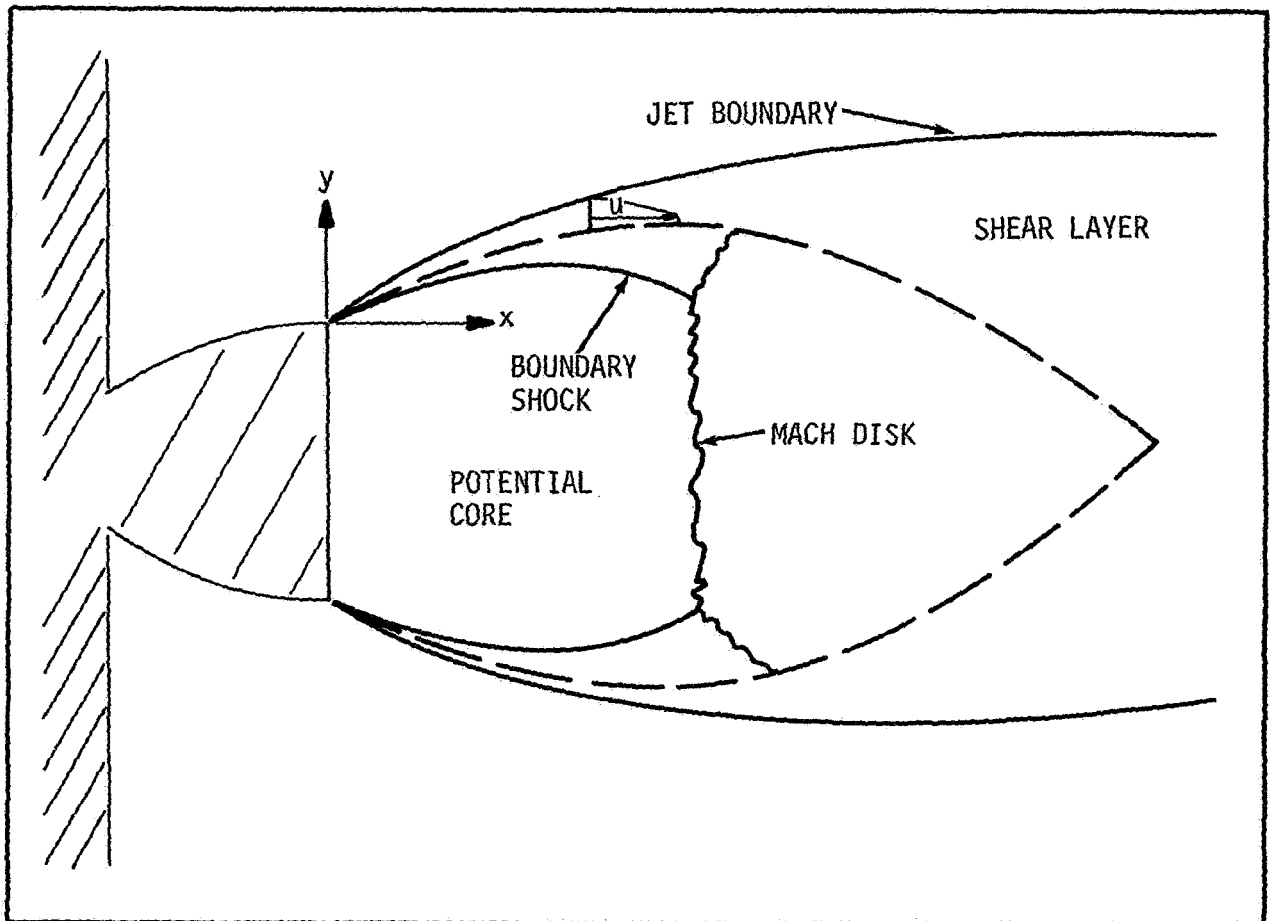 JET BOUNDARY
y
u
SHEAR LAYER
x
BOUNDARY
SHOCK
MACH DISK
POTENTIAL
CORE